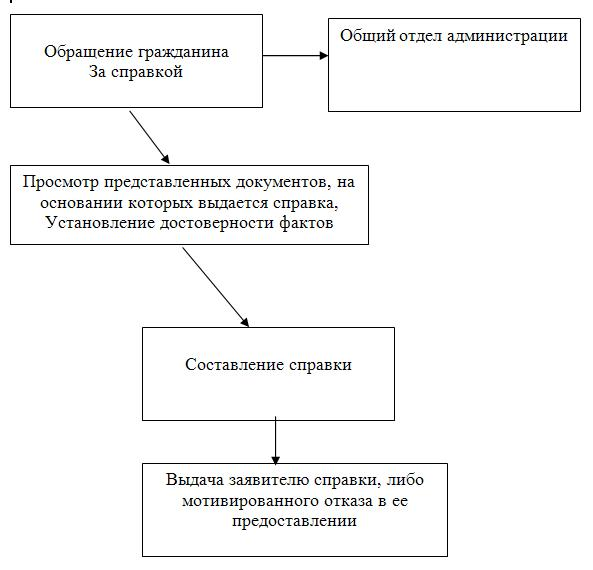 Обращение гражданина
За справкой
Общий отдел администрации
Просмотр представленных документов, на
основании которых выдается справка,
Установление достоверности фактов
Составление справки
Выдача заявителю справки, либо
мотивированного отказа в ее
предоставлении